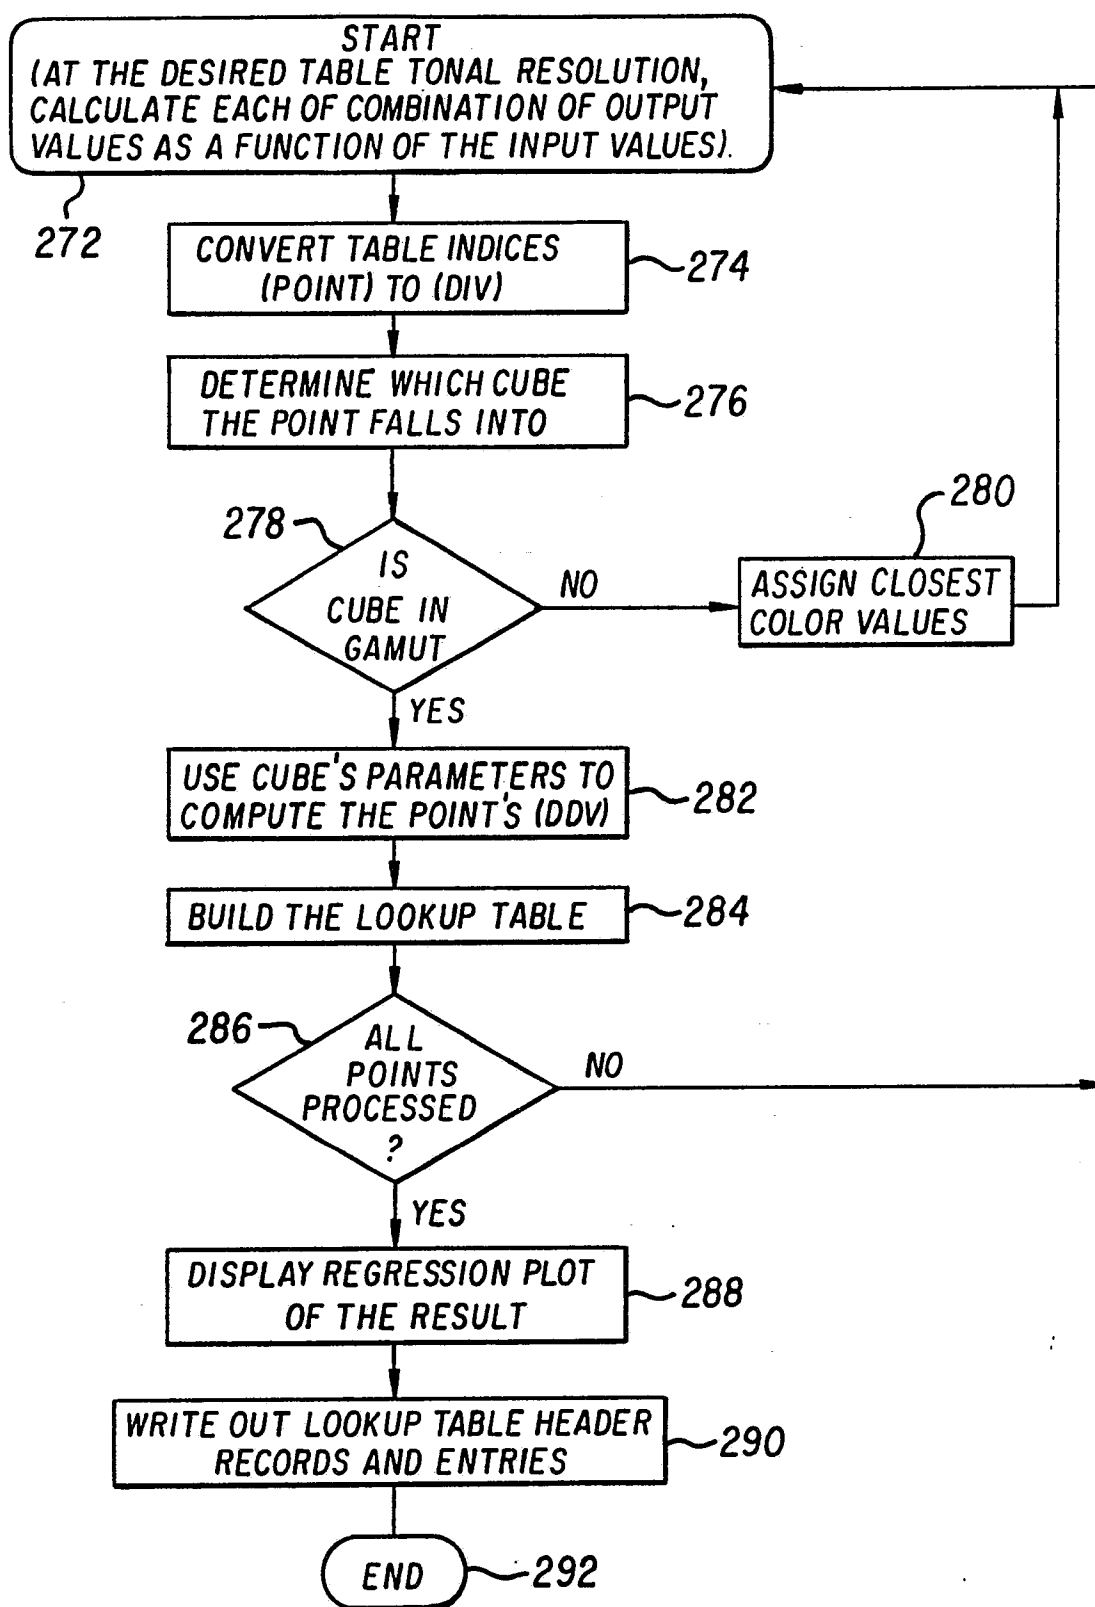 START
(AT THE DESIRED TABLE TONAL RESOLUTION,
CALCULATE EACH OF COMBINATION OF OUTPUT
VALUES AS A FUNCTION OF THE INPUT VALUES).
272
CONVERT TABLE INDICES
(POINT) TO (DIV)
274
DETERMINE WHICH CUBE
THE POINT FALLS INTO
276
278
IS
CUBE IN
GAMUT
NO
280
ASSIGN CLOSEST
COLOR VALUES
YES
USE CUBE'S PARAMETERS TO
COMPUTE THE POINT'S (DDV)
282
BUILD THE LOOKUP TABLE
284
286
ALL
POINTS
PROCESSED
?
NO
YES
DISPLAY REGRESSION PLOT
OF THE RESULT
288
WRITE OUT LOOKUP TABLE HEADER
RECORDS AND ENTRIES
290
END
292